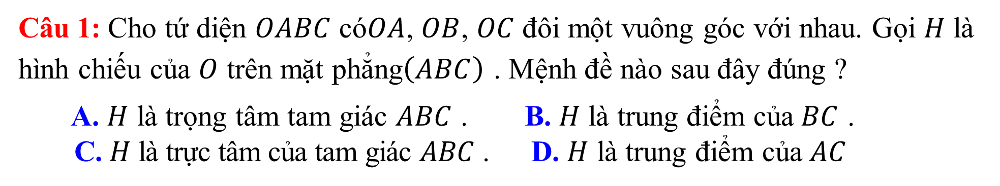 Câu 1: Cho tứ diện OABC cóOA, OB, OC đôi một vuông góc với nhau. Gọi H là
hình chiếu của O trên mặt phẳng(ABC) . Mệnh đề nào sau đây đúng ?
A. H là trọng tâm tam giác ABC . B. H là trung điểm của BC .
C. H là trực tâm của tam giác ABC . D. H là trung điểm của AC